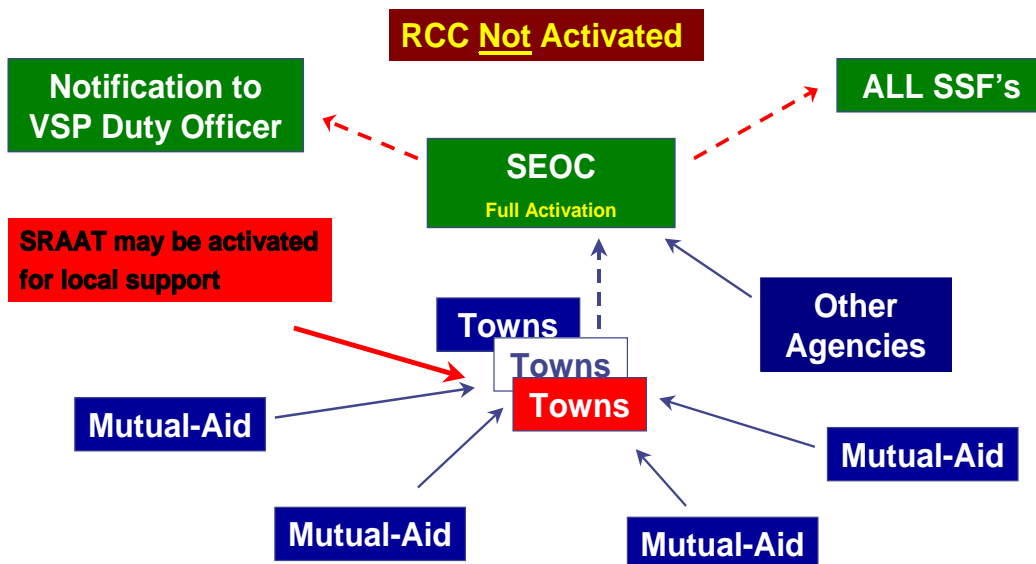 RCC Not Activated
Notification to
VSP Duty Officer
ALL SSF's
SEOC
Full Activation
SRAAT may be activated
for local support
Other
Agencies
Towns
Towns
Towns
Mutual-Aid
Mutual-Aid
Mutual-Aid
Mutual-Aid